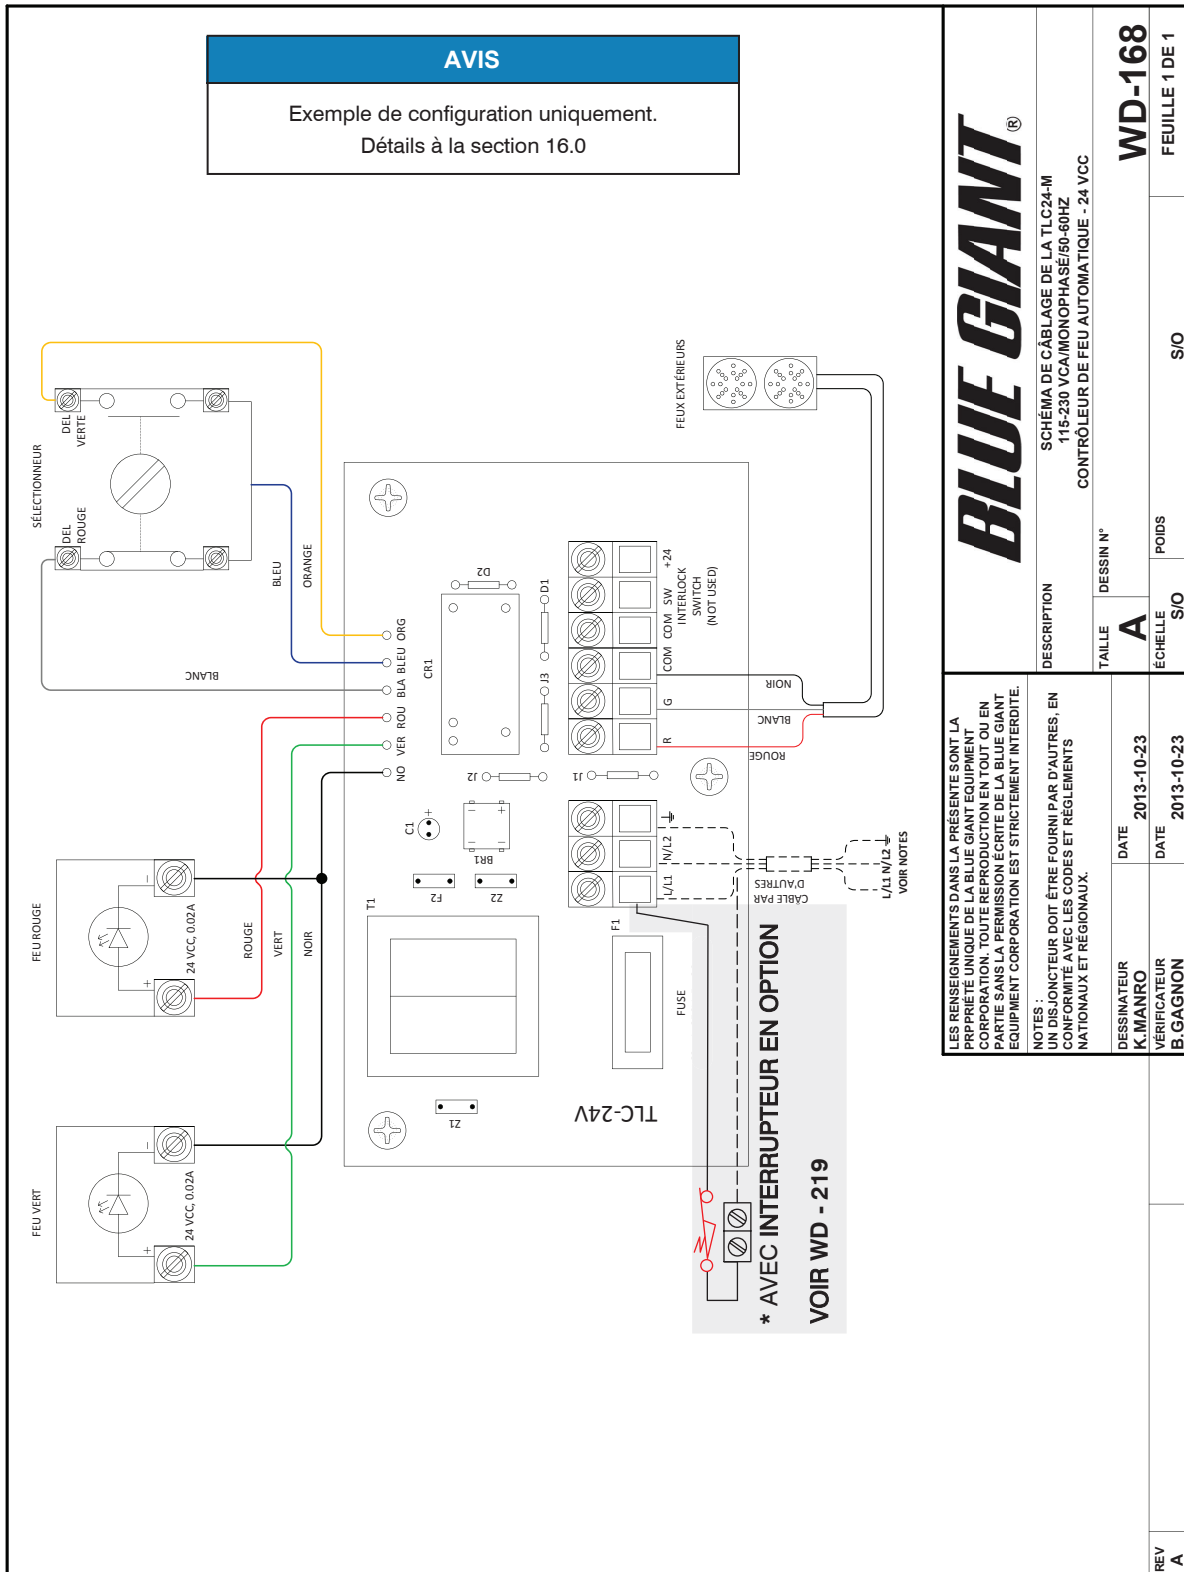 AVIS
Exemple de configuration uniquement.
Détails à la section 16.0
SÉLECTIONNEUR
DEL
ROUGE
DEL
VERTE
BLANC
BLEU
ORANGE
FEU ROUGE
24 VCC, 0.02A
+
−
ROUGE
VERT
NOIR
FEU VERT
24 VCC, 0.02A
+
−
NO
VER
ROU
BLA
BLEU
ORG
T1
Z1
F2
Z2
C1
+
BR1
J2
J1
J3
D1
D2
CR1
F1
FUSE
TLC-24V
L/L1
N/L2
R
G
COM
COM
SW
+24
INTERLOCK
SWITCH
(NOT USED)
ROUGE
BLANC
NOIR
FEUX EXTÉRIEURS
CÂBLE PAR
D'AUTRES
L/L1 N/L2
VOIR NOTES
* AVEC INTERRUPTEUR EN OPTION
VOIR WD - 219
LES RENSEIGNEMENTS DANS LA PRÉSENTE SONT LA
PRPPRIÉTÉ UNIQUE DE LA BLUE GIANT EQUIPMENT
CORPORATION. TOUTE REPRODUCTION EN TOUT OU EN
PARTIE SANS LA PERMISSION ÉCRITE DE LA BLUE GIANT
EQUIPMENT CORPORATION EST STRICTEMENT INTERDITE.
NOTES :
UN DISJONCTEUR DOIT ÊTRE FOURNI PAR D'AUTRES, EN
CONFORMITÉ AVEC LES CODES ET RÈGLEMENTS
NATIONAUX ET RÉGIONAUX.
DESSINATEUR
K.MANRO
DATE
2013-10-23
VÉRIFICATEUR
B.GAGNON
DATE
2013-10-23
BLUE GIANT®
DESCRIPTION
SCHÉMA DE CÂBLAGE DE LA TLC24-M
115-230 VCA/MONOPHASÉ/50-60HZ
CONTRÔLEUR DE FEU AUTOMATIQUE - 24 VCC
TAILLE
A
DESSIN N°
WD-168
ÉCHELLE
S/O
POIDS
S/O
FEUILLE 1 DE 1
REV
A